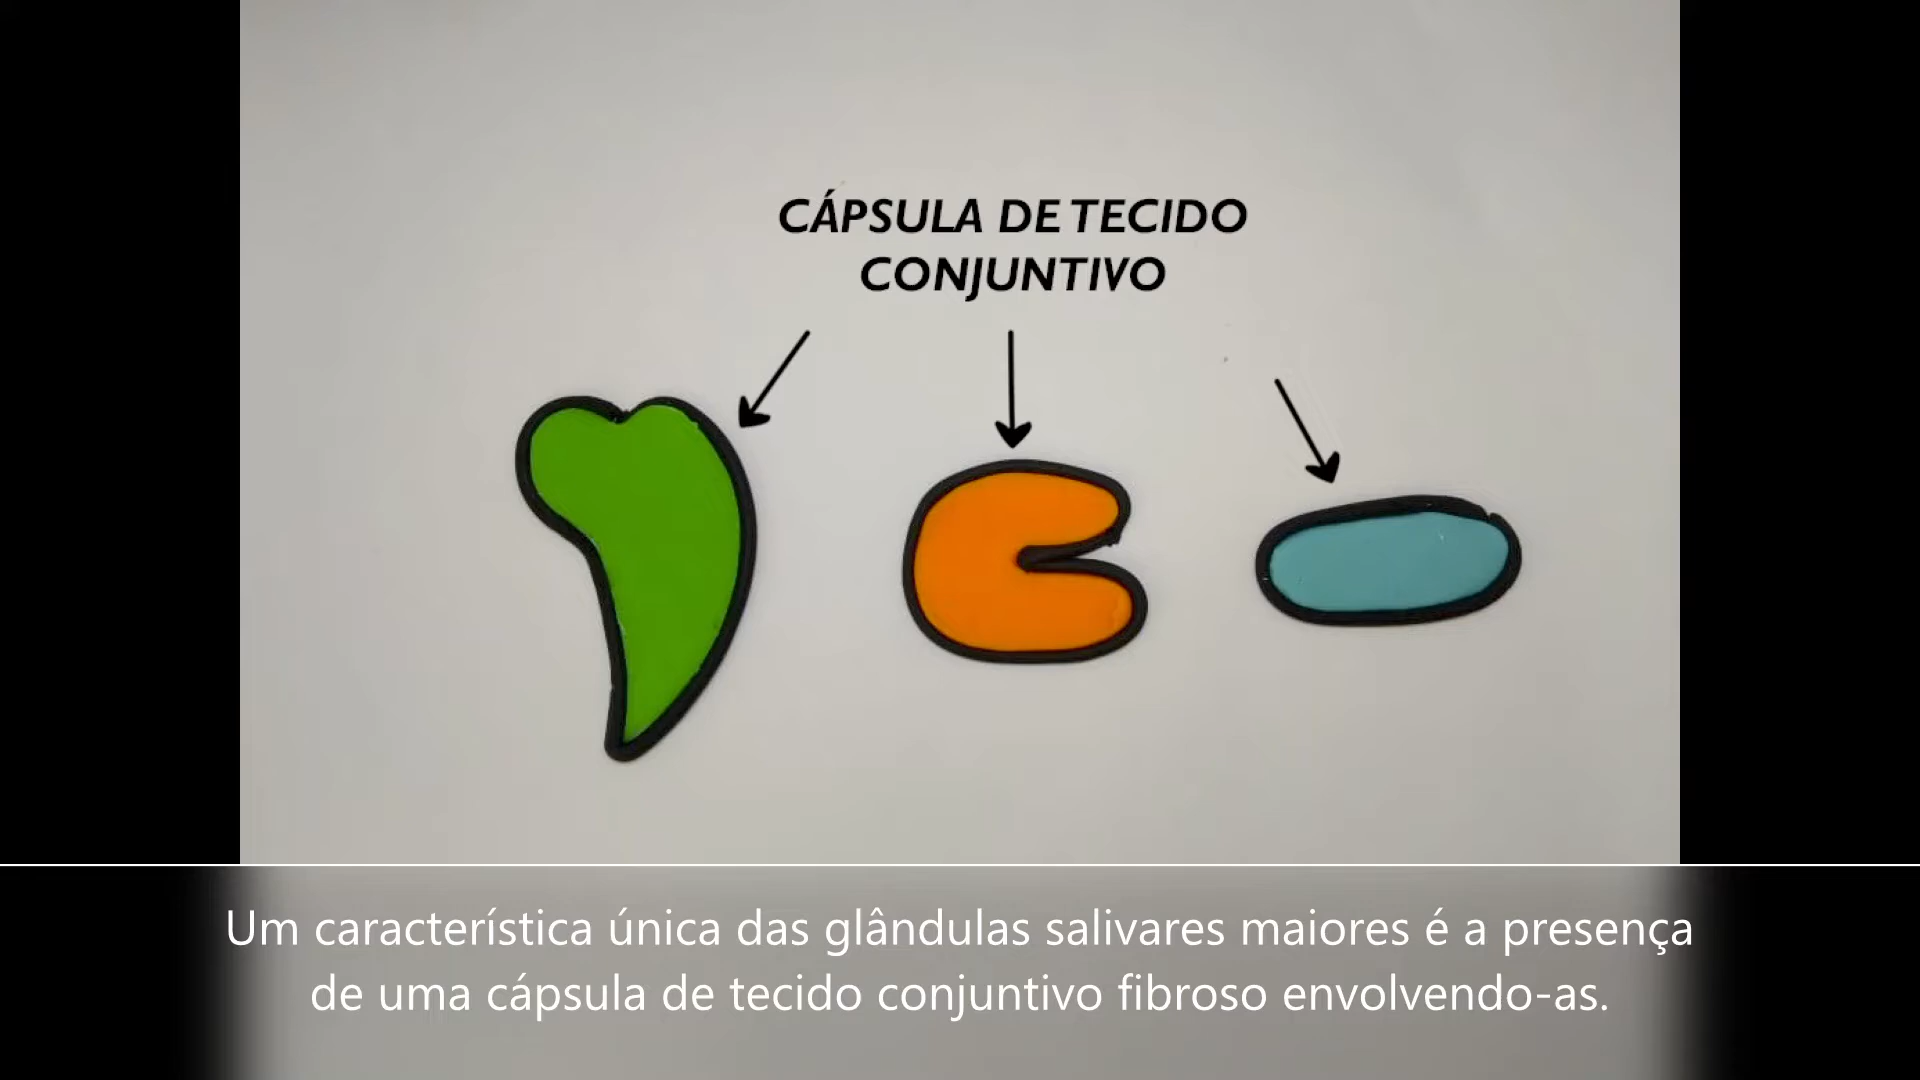 CÁPSULA DE TECIDO
CONJUNTIVO
Um característica única das glândulas salivares maiores é a presença
de uma cápsula de tecido conjuntivo fibroso envolvendo-as.